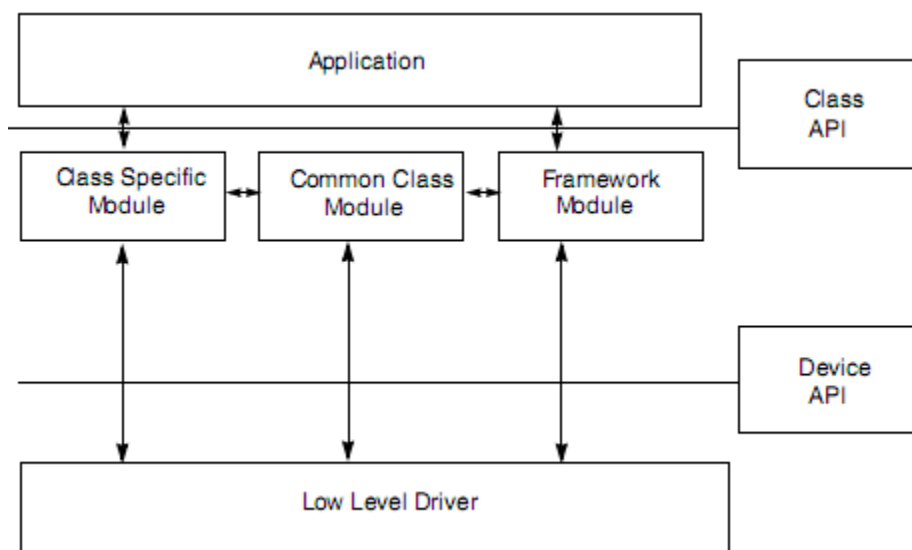 Application
Class
API
Class Specific
Module
Common Class
Module
Framework
Module
Device
API
Low Level Driver